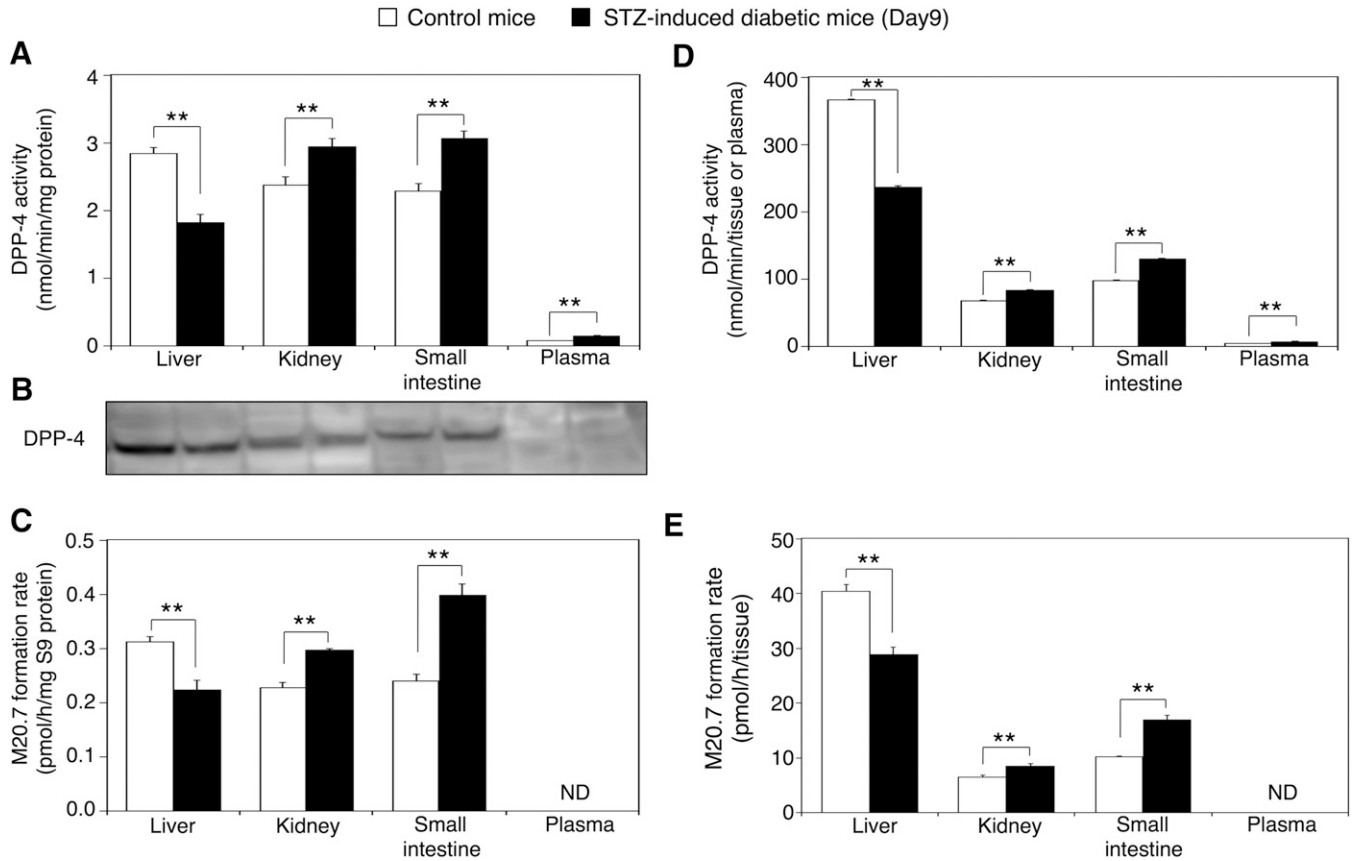 Control mice STZ-induced diabetic mice (Day9)
A
DPP-4 activity
(nmol/min/mg protein)
4
3
2
1
0
**
**
**
**
Liver Kidney Small intestine Plasma
B
DPP-4
C
M20.7 formation rate
(pmol/h/mg S9 protein)
0.5
0.4
0.3
0.2
0.1
0.0
**
**
**
ND
Liver Kidney Small intestine Plasma
D
DPP-4 activity
(nmol/min/tissue or plasma)
400
300
200
100
0
**
**
**
**
Liver Kidney Small intestine Plasma
E
M20.7 formation rate
(pmol/h/tissue)
50
40
30
20
10
0
**
**
**
ND
Liver Kidney Small intestine Plasma